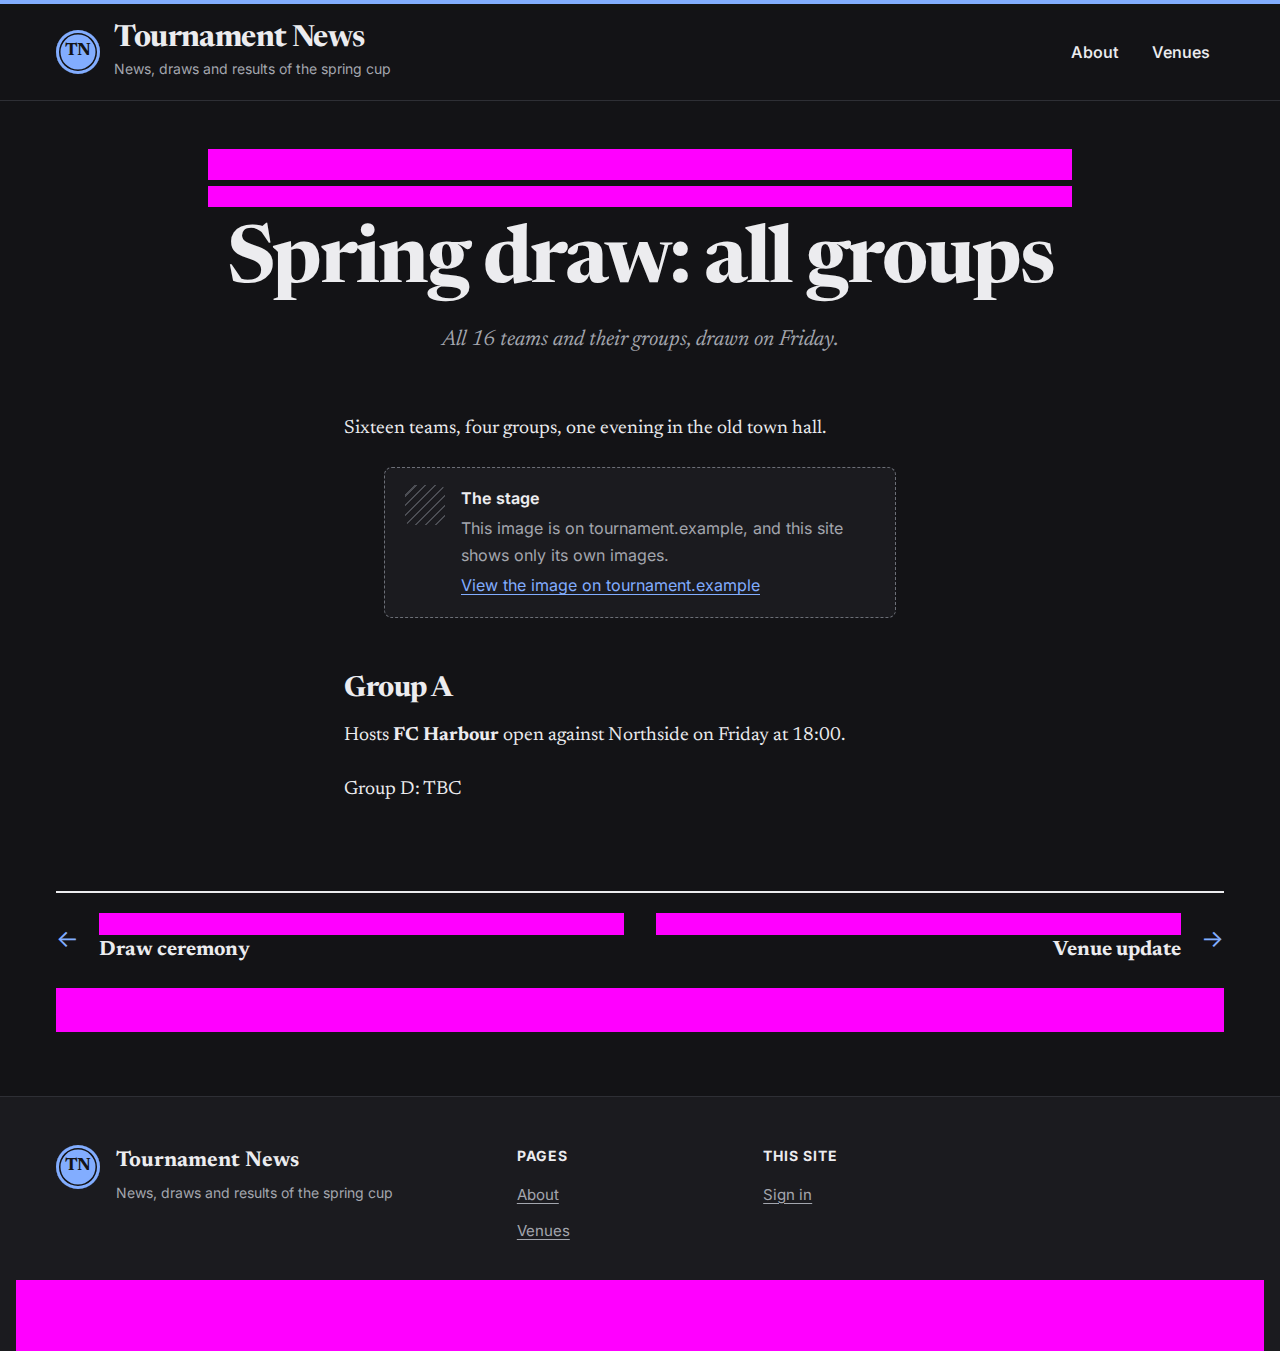 TN
Tournament News
News, draws and results of the spring cup
About
Venues
Spring draw: all groups
All 16 teams and their groups, drawn on Friday.
Sixteen teams, four groups, one evening in the old town hall.
The stage
This image is on tournament.example, and this site
shows only its own images.
View the image on tournament.example
Group A
Hosts FC Harbour open against Northside on Friday at 18:00.
Group D: TBC
← Draw ceremony
Venue update →
TN
Tournament News
News, draws and results of the spring cup
PAGES
About
Venues
THIS SITE
Sign in